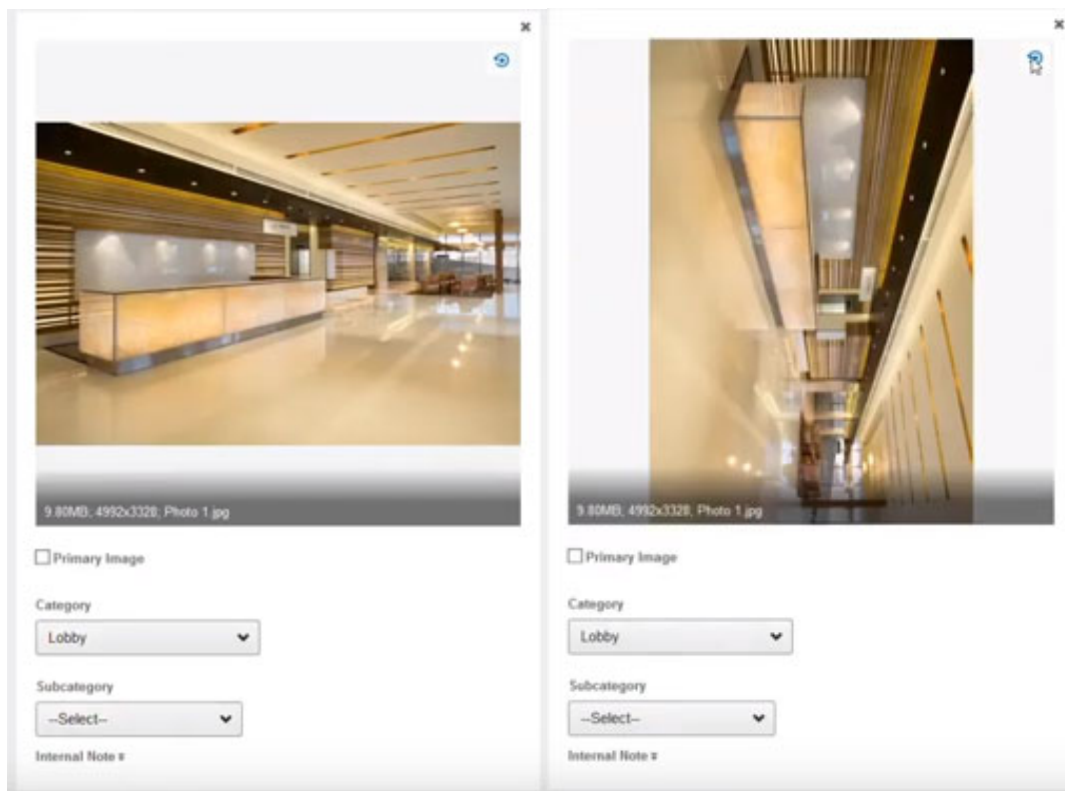 9.80MB; 4992x3328; Photo 1.jpg
Primary Image
Category
Lobby
Subcategory
--Select--
Internal Note
9.80MB; 4992x3328; Photo 1.jpg
Primary Image
Category
Lobby
Subcategory
--Select--
Internal Note